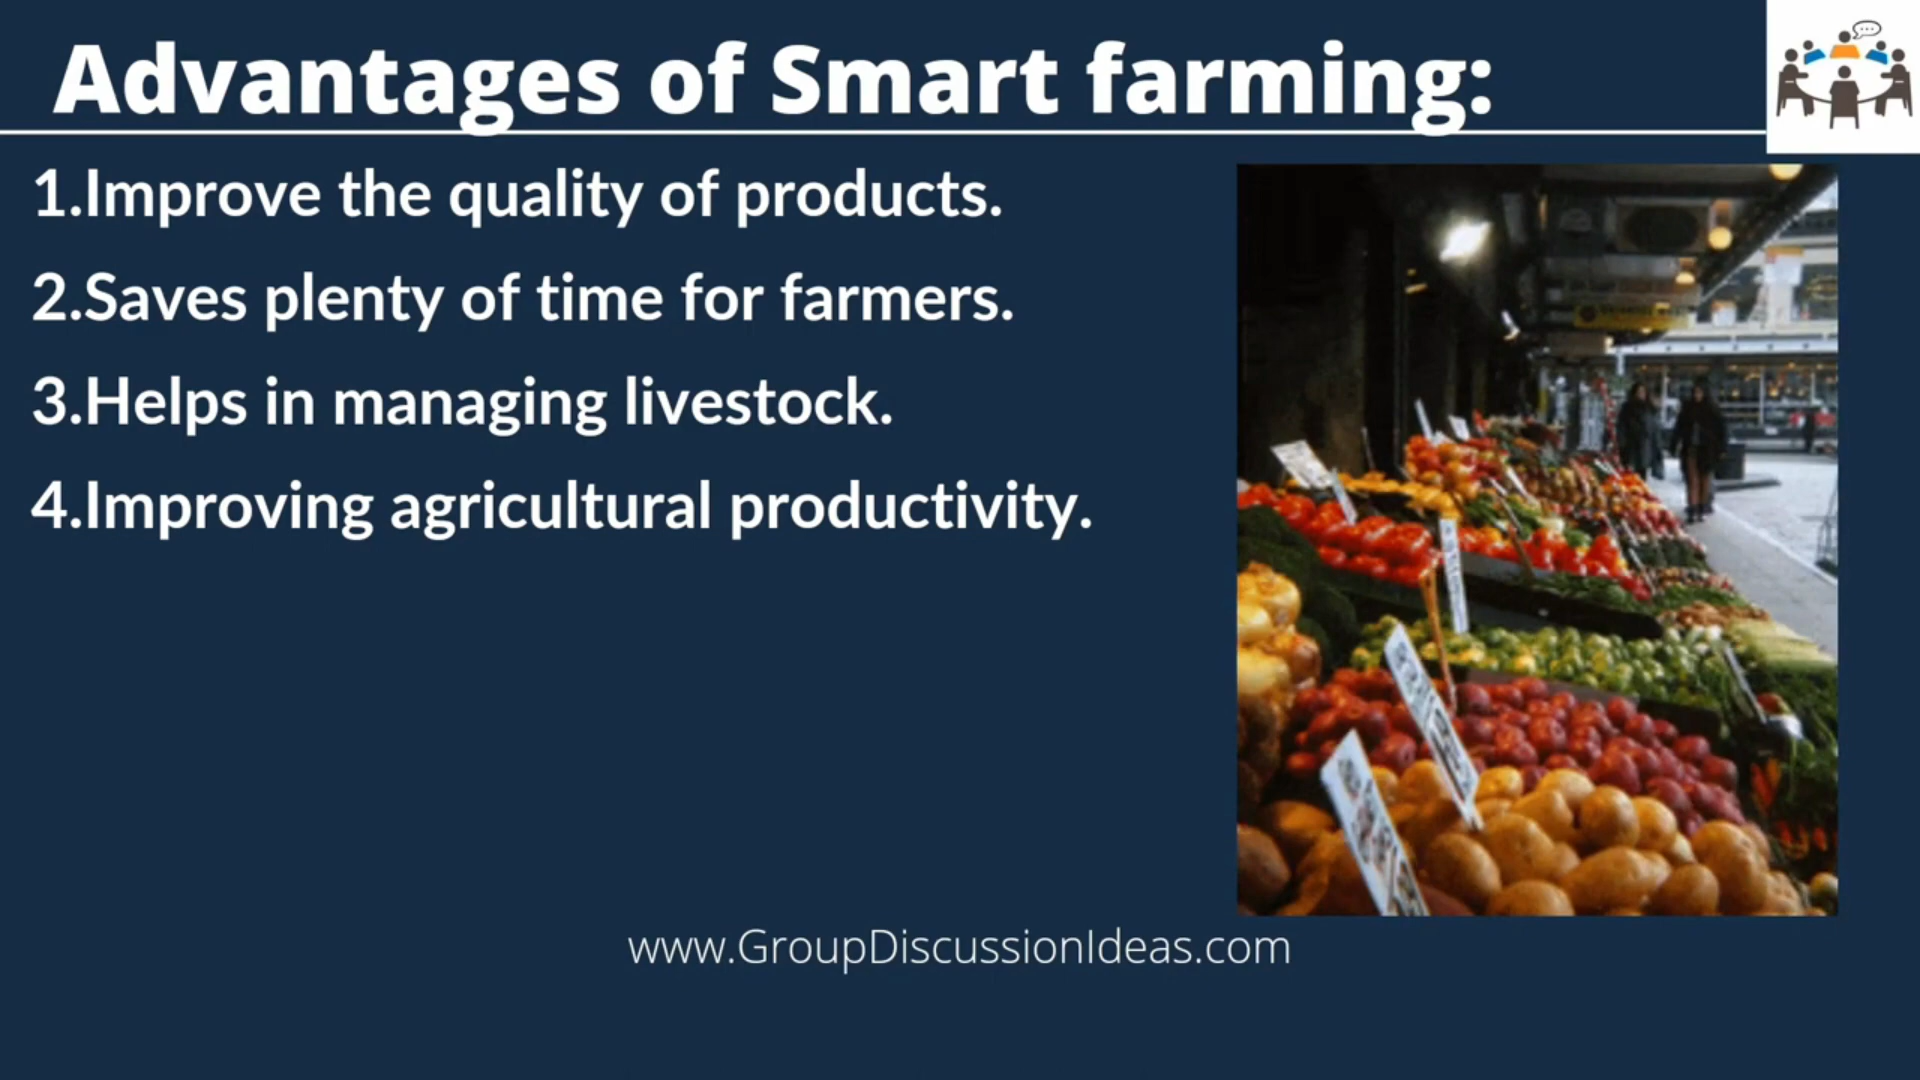 Advantages of Smart farming:
1.Improve the quality of products.
2.Saves plenty of time for farmers.
3.Helps in managing livestock.
4.Improving agricultural productivity.
www.GroupDiscussionIdeas.com